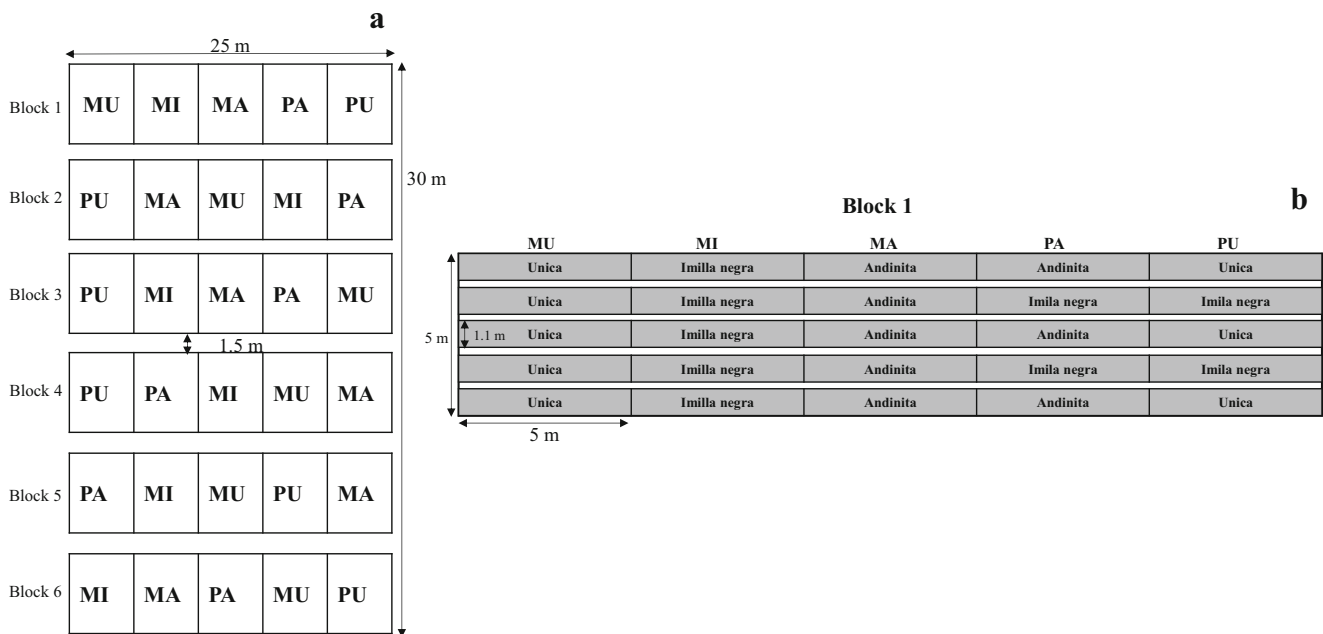 a
25 m
Block 1 MU MI MA PA PU
Block 2 PU MA MU MI PA
30 m
Block 3 PU MI MA PA MU
1.5 m
Block 4 PU PA MI MU MA
Block 5 PA MI MU PU MA
Block 6 MI MA PA MU PU
b
Block 1
MU MI MA PA PU
Unica Imilla negra Andinita Andinita Unica
Unica Imilla negra Andinita Imila negra Imila negra
5 m 1.1 m Unica Imilla negra Andinita Andinita Unica
Unica Imilla negra Andinita Imila negra Imila negra
Unica Imilla negra Andinita Andinita Unica
5 m